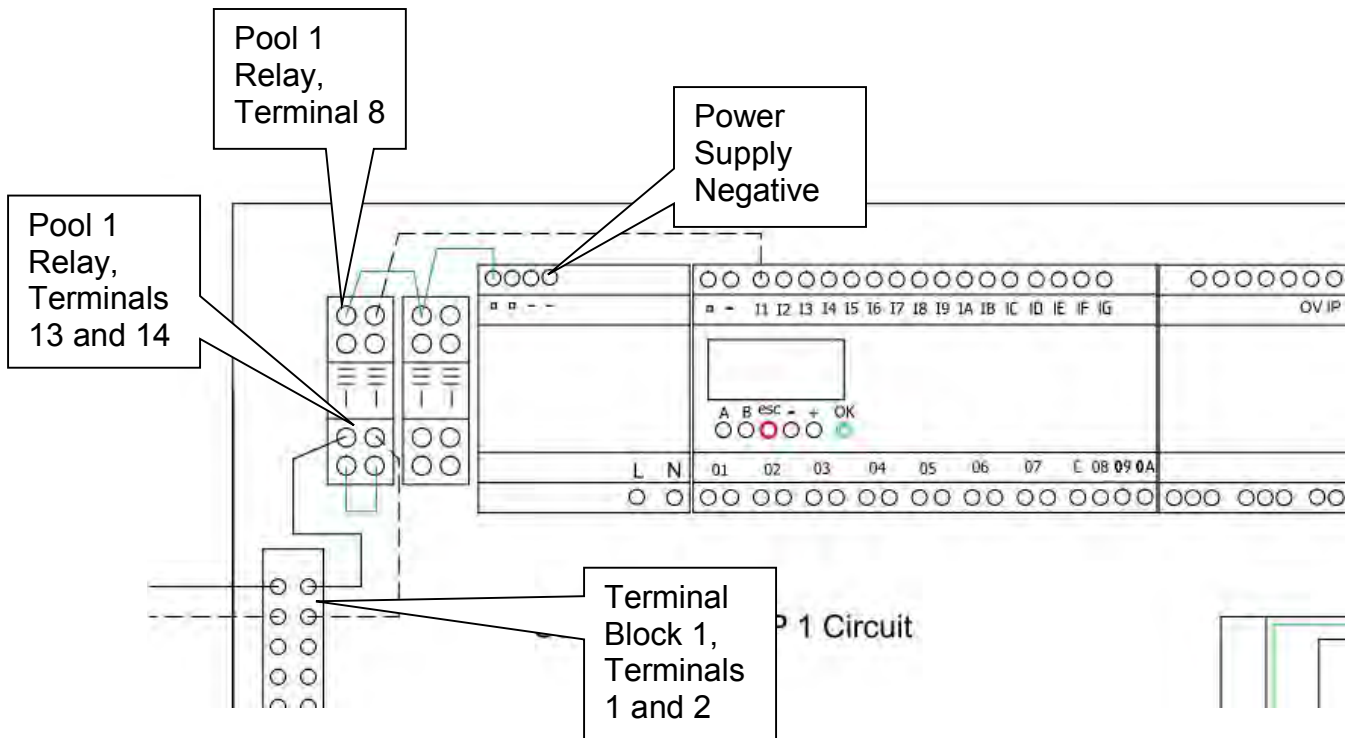 Pool 1
Relay,
Terminal 8
Power
Supply
Negative
Pool 1
Relay,
Terminals
13 and 14
¤ ¤ - -
¤ - I1 I2 I3 I4 I5 I6 I7 I8 I9 IA IB IC ID IE IF IG
OV IP
A B esc - + OK
L N
01 02 03 04 05 06 07 C 08 09 0A
Terminal
Block 1,
Terminals
1 and 2
P 1 Circuit